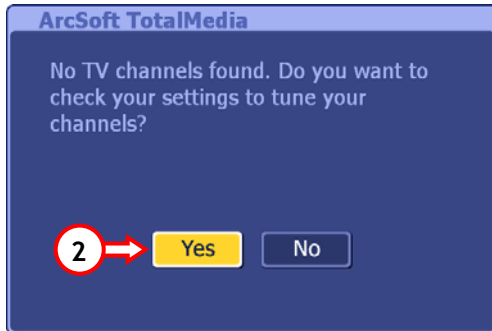 ArcSoft TotalMedia
No TV channels found. Do you want to
check your settings to tune your
channels?
2 Yes No